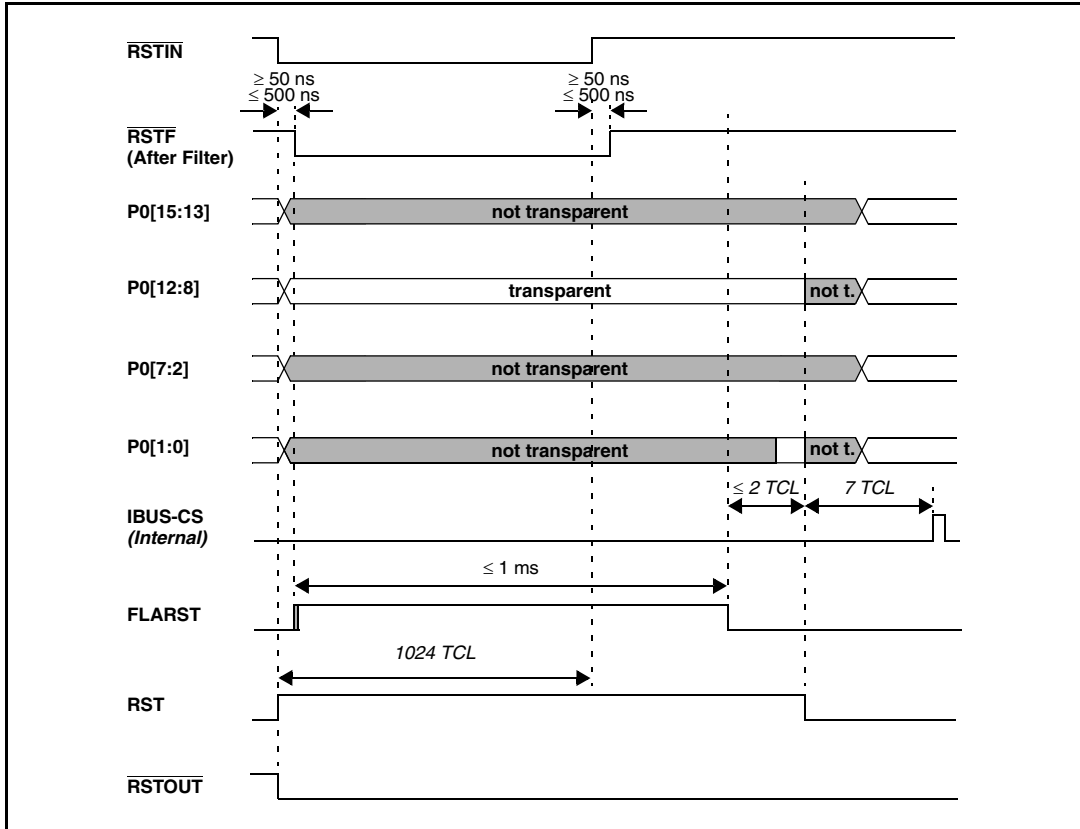 RSTIN
≥ 50 ns ≥ 50 ns
≤ 500 ns ≤ 500 ns
RSTF
(After Filter)
P0[15:13] not transparent
P0[12:8] transparent not t.
P0[7:2] not transparent
P0[1:0] not transparent not t.
≤ 2 TCL 7 TCL
IBUS-CS
(Internal)
≤ 1 ms
FLARST
1024 TCL
RST
RSTOUT